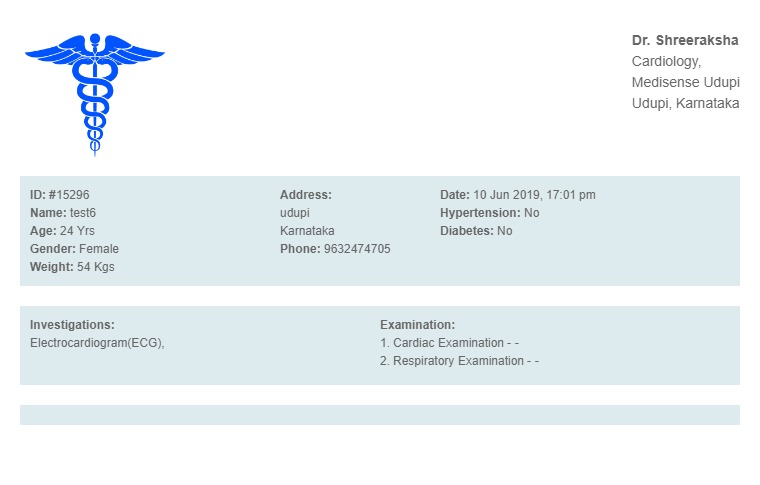 Dr. Shreeraksha
Cardiology,
Medisense Udupi
Udupi, Karnataka
ID: #15296
Name: test6
Age: 24 Yrs
Gender: Female
Weight: 54 Kgs
Address:
udupi
Karnataka
Phone: 9632474705
Date: 10 Jun 2019, 17:01 pm
Hypertension: No
Diabetes: No
Investigations:
Electrocardiogram(ECG),
Examination:
1. Cardiac Examination - -
2. Respiratory Examination - -